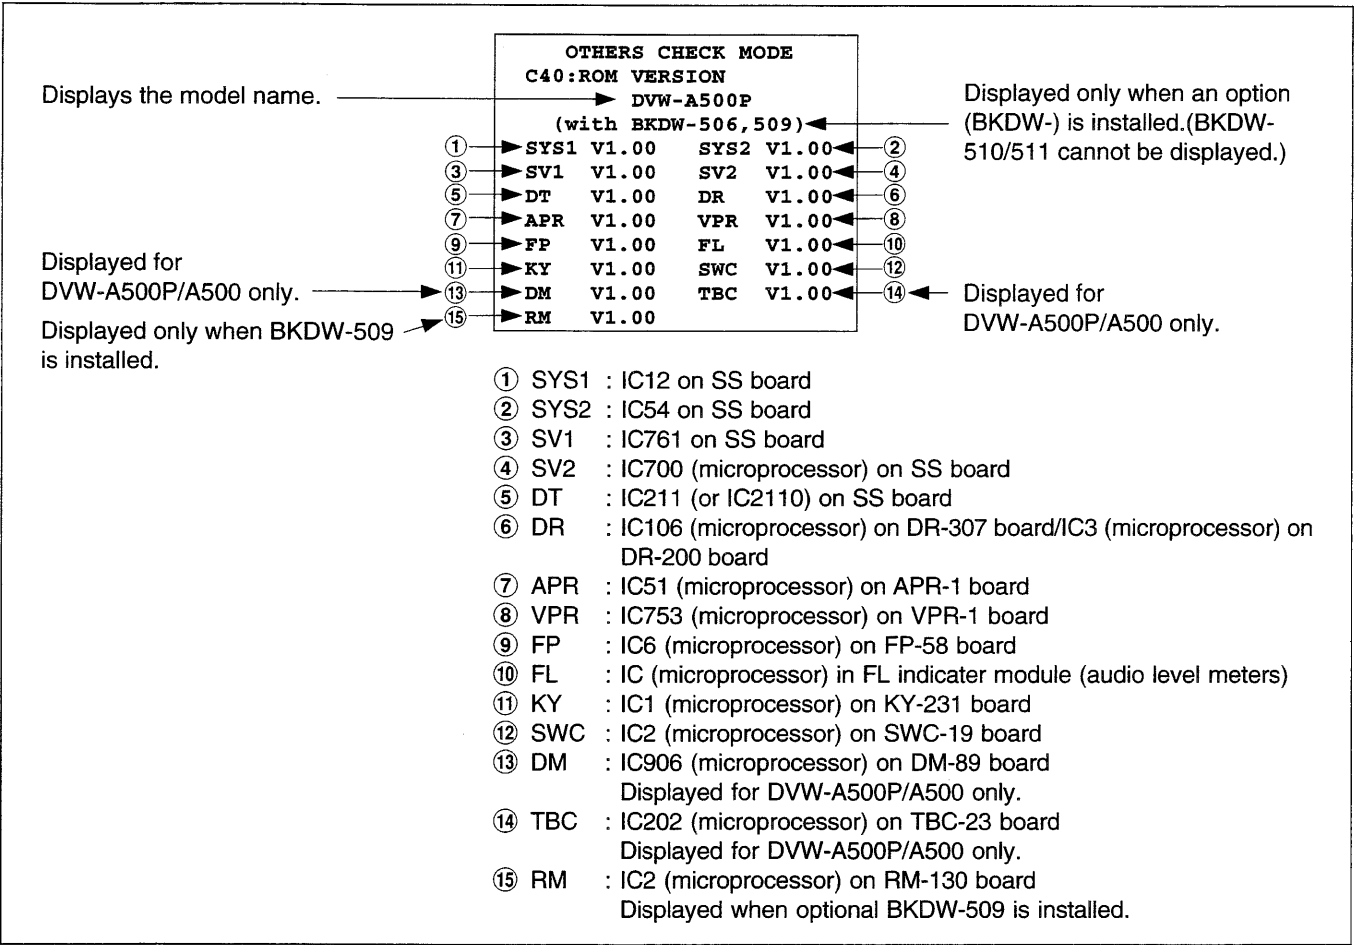 OTHERS CHECK MODE
C40:ROM VERSION
Displays the model name.
DVW-A500P
(with BKDW-506,509)
Displayed only when an option
(BKDW-) is installed.(BKDW-
510/511 cannot be displayed.)
① SYS1 V1.00 SYS2 V1.00 ②
③ SV1 V1.00 SV2 V1.00 ④
⑤ DT V1.00 DR V1.00 ⑥
⑦ APR V1.00 VPR V1.00 ⑧
⑨ FP V1.00 FL V1.00 ⑩
⑪ KY V1.00 SWC V1.00 ⑫
Displayed for
DVW-A500P/A500 only.
⑬ DM V1.00 TBC V1.00 ⑭
Displayed for
DVW-A500P/A500 only.
Displayed only when BKDW-509
is installed.
⑮ RM V1.00
① SYS1 : IC12 on SS board
② SYS2 : IC54 on SS board
③ SV1 : IC761 on SS board
④ SV2 : IC700 (microprocessor) on SS board
⑤ DT : IC211 (or IC2110) on SS board
⑥ DR : IC106 (microprocessor) on DR-307 board/IC3 (microprocessor) on
DR-200 board
⑦ APR : IC51 (microprocessor) on APR-1 board
⑧ VPR : IC753 (microprocessor) on VPR-1 board
⑨ FP : IC6 (microprocessor) on FP-58 board
⑩ FL : IC (microprocessor) in FL indicater module (audio level meters)
⑪ KY : IC1 (microprocessor) on KY-231 board
⑫ SWC : IC2 (microprocessor) on SWC-19 board
⑬ DM : IC906 (microprocessor) on DM-89 board
Displayed for DVW-A500P/A500 only.
⑭ TBC : IC202 (microprocessor) on TBC-23 board
Displayed for DVW-A500P/A500 only.
⑮ RM : IC2 (microprocessor) on RM-130 board
Displayed when optional BKDW-509 is installed.